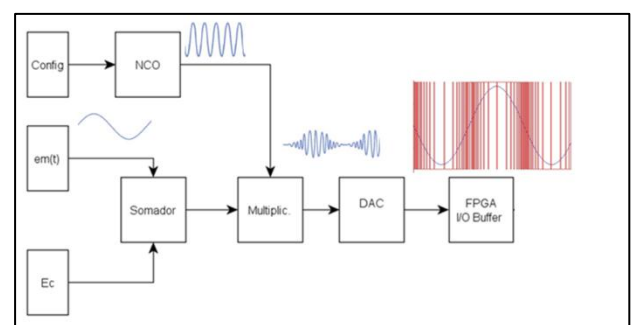 Config
NCO
em(t)
Somador
Multiplic.
DAC
FPGA
I/O Buffer
Ec